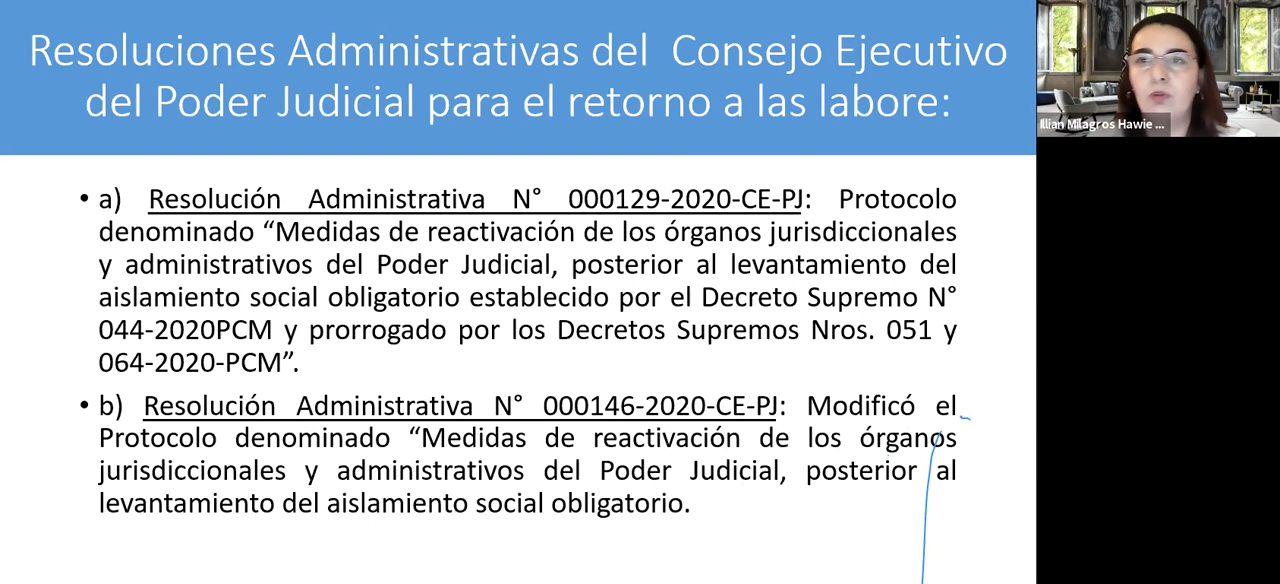 Resoluciones Administrativas del Consejo Ejecutivo
del Poder Judicial para el retorno a las labore:
• a) Resolución Administrativa N° 000129-2020-CE-PJ: Protocolo
denominado “Medidas de reactivación de los órganos jurisdiccionales
y administrativos del Poder Judicial, posterior al levantamiento del
aislamiento social obligatorio establecido por el Decreto Supremo N°
044-2020PCM y prorrogado por los Decretos Supremos Nros. 051 y
064-2020-PCM”.
• b) Resolución Administrativa N° 000146-2020-CE-PJ: Modificó el
Protocolo denominado “Medidas de reactivación de los órganos
jurisdiccionales y administrativos del Poder Judicial, posterior al
levantamiento del aislamiento social obligatorio.
Illian Milagros Hawie ...